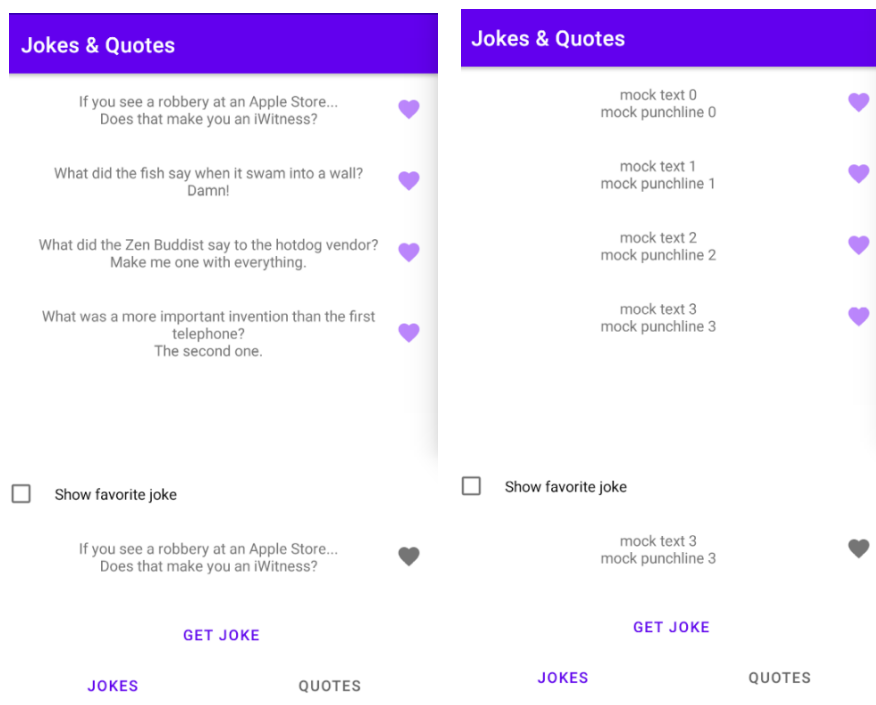 Jokes & Quotes
If you see a robbery at an Apple Store...
Does that make you an iWitness?
What did the fish say when it swam into a wall?
Damn!
What did the Zen Buddist say to the hotdog vendor?
Make me one with everything.
What was a more important invention than the first
telephone?
The second one.
Show favorite joke
If you see a robbery at an Apple Store...
Does that make you an iWitness?
GET JOKE
JOKES
QUOTES
Jokes & Quotes
mock text 0
mock punchline 0
mock text 1
mock punchline 1
mock text 2
mock punchline 2
mock text 3
mock punchline 3
Show favorite joke
mock text 3
mock punchline 3
GET JOKE
JOKES
QUOTES